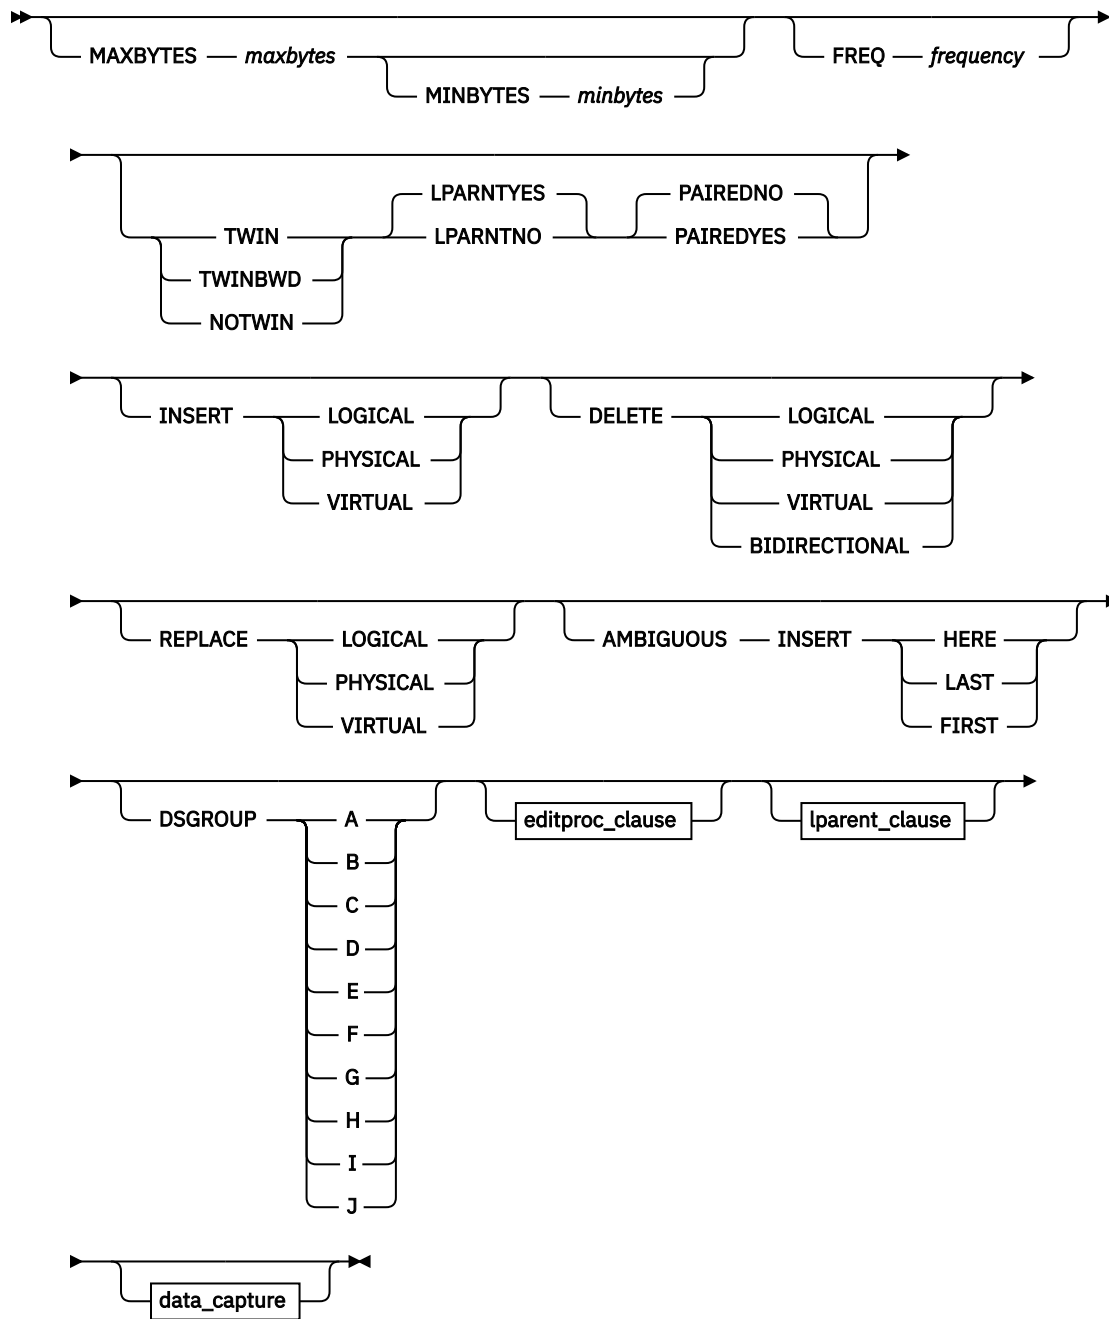 MAXBYTES maxbytes FREQ frequency
MINBYTES minbytes
LPARNTYES PAIREDNO
TWIN LPARNTNO PAIREDYES
TWINBWD
NOTWIN
INSERT LOGICAL DELETE LOGICAL
PHYSICAL PHYSICAL
VIRTUAL VIRTUAL
BIDIRECTIONAL
REPLACE LOGICAL AMBIGUOUS INSERT HERE
PHYSICAL LAST
VIRTUAL FIRST
DSGROUP A editproc_clause lparent_clause
B
C
D
E
F
G
H
I
J
data_capture